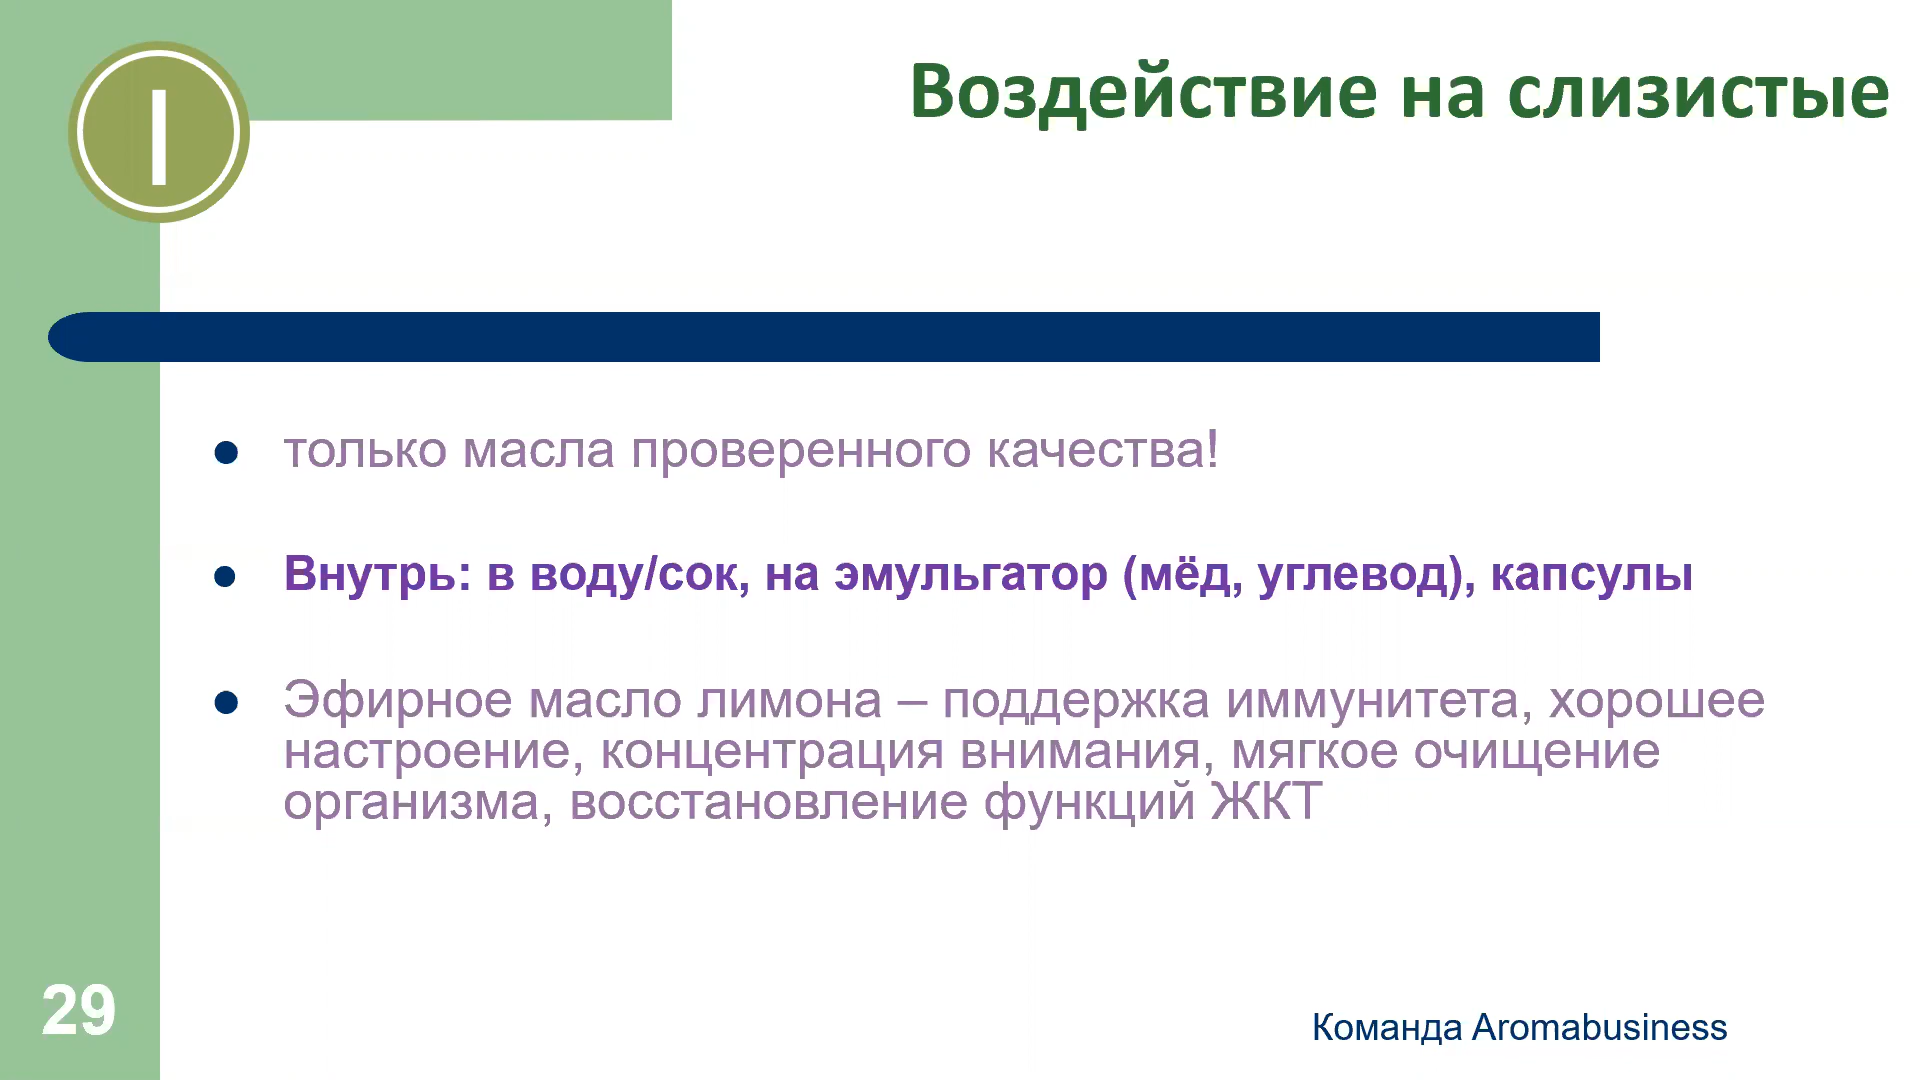 I
Воздействие на слизистые
только масла проверенного качества!
Внутрь: в воду/сок, на эмульгатор (мёд, углевод), капсулы
Эфирное масло лимона – поддержка иммунитета, хорошее
настроение, концентрация внимания, мягкое очищение
организма, восстановление функций ЖКТ
29
Команда Aromabusiness